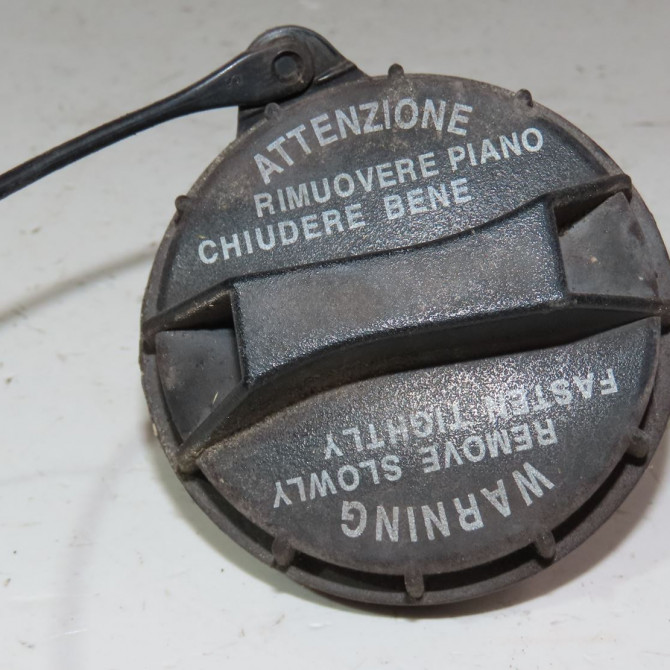 ATTENZIONE
RIMUOVERE PIANO
CHIUDERE BENE
WARNING
REMOVE SLOWLY
FASTEN TIGHTLY